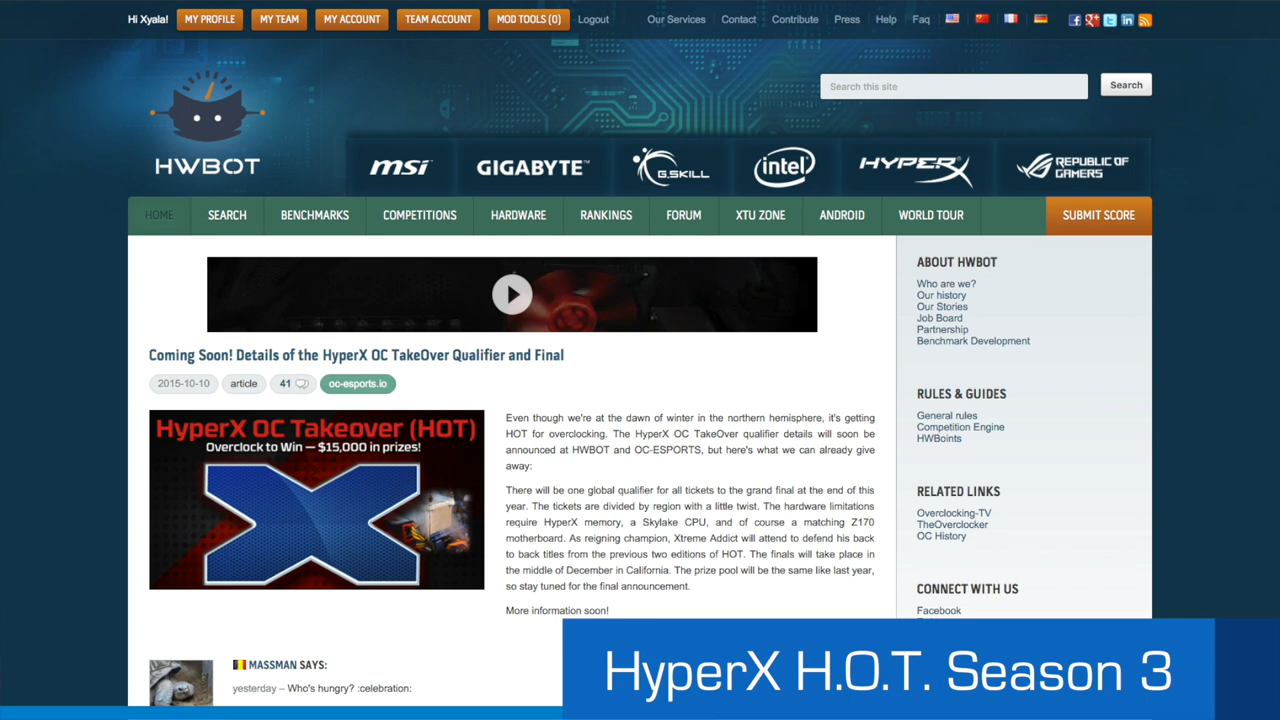 Hi Xyala!
MY PROFILE
MY TEAM
MY ACCOUNT
TEAM ACCOUNT
MOD TOOLS (0)
Logout
Our Services
Contact
Contribute
Press
Help
Faq
Search this site
Search
HWBOT
msi
GIGABYTE™
G.SKILL
intel
HYPERX
REPUBLIC OF
GAMERS
HOME
SEARCH
BENCHMARKS
COMPETITIONS
HARDWARE
RANKINGS
FORUM
XTU ZONE
ANDROID
WORLD TOUR
SUBMIT SCORE
Coming Soon! Details of the HyperX OC TakeOver Qualifier and Final
2015-10-10
article
41
oc-esports.io
HyperX OC Takeover (HOT)
Overclock to Win — $15,000 in prizes!
Even though we're at the dawn of winter in the northern hemisphere, it's getting
HOT for overclocking. The HyperX OC TakeOver qualifier details will soon be
announced at HWBOT and OC-ESPORTS, but here's what we can already give
away:
There will be one global qualifier for all tickets to the grand final at the end of this
year. The tickets are divided by region with a little twist. The hardware limitations
require HyperX memory, a Skylake CPU, and of course a matching Z170
motherboard. As reigning champion, Xtreme Addict will attend to defend his back
to back titles from the previous two editions of HOT. The finals will take place in
the middle of December in California. The prize pool will be the same like last year,
so stay tuned for the final announcement.
More information soon!
MASSMAN SAYS:
yesterday – Who's hungry? :celebration:
ABOUT HWBOT
Who are we?
Our history
Our Stories
Job Board
Partnership
Benchmark Development
RULES & GUIDES
General rules
Competition Engine
HWBoints
RELATED LINKS
Overclocking-TV
TheOverclocker
OC History
CONNECT WITH US
Facebook
HyperX H.O.T. Season 3